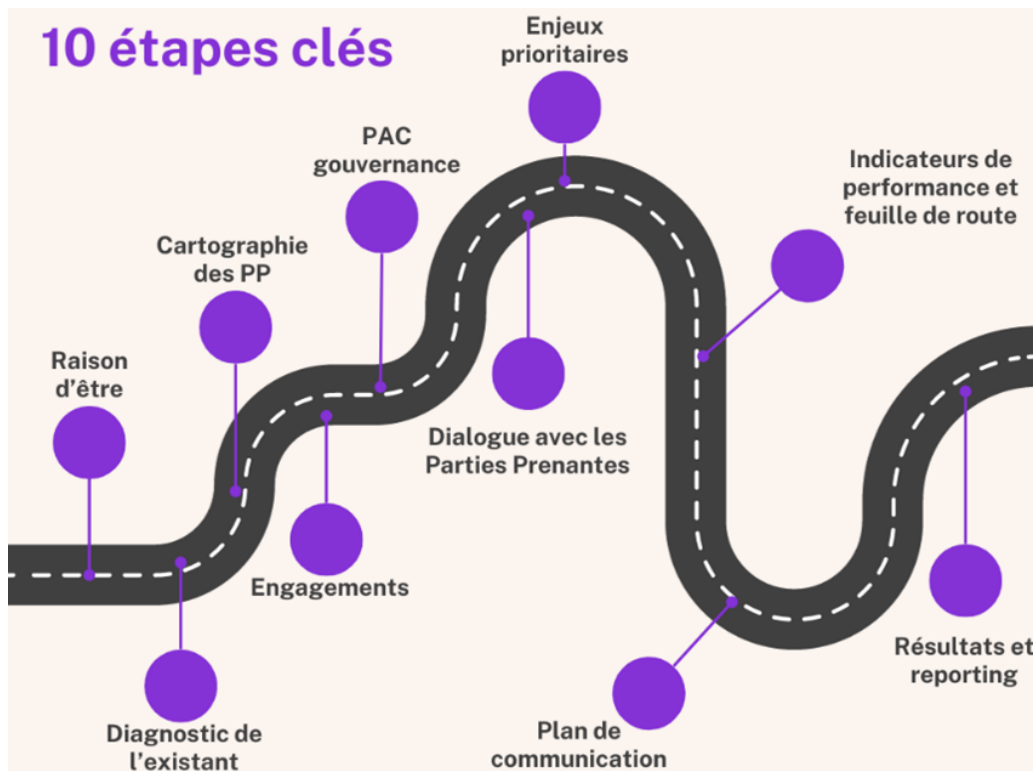 10 étapes clés
Raison
d'être
Diagnostic de
l'existant
Cartographie
des PP
Engagements
PAC
gouvernance
Dialogue avec les
Parties Prenantes
Enjeux
prioritaires
Indicateurs de
performance et
feuille de route
Plan de
communication
Résultats et
reporting